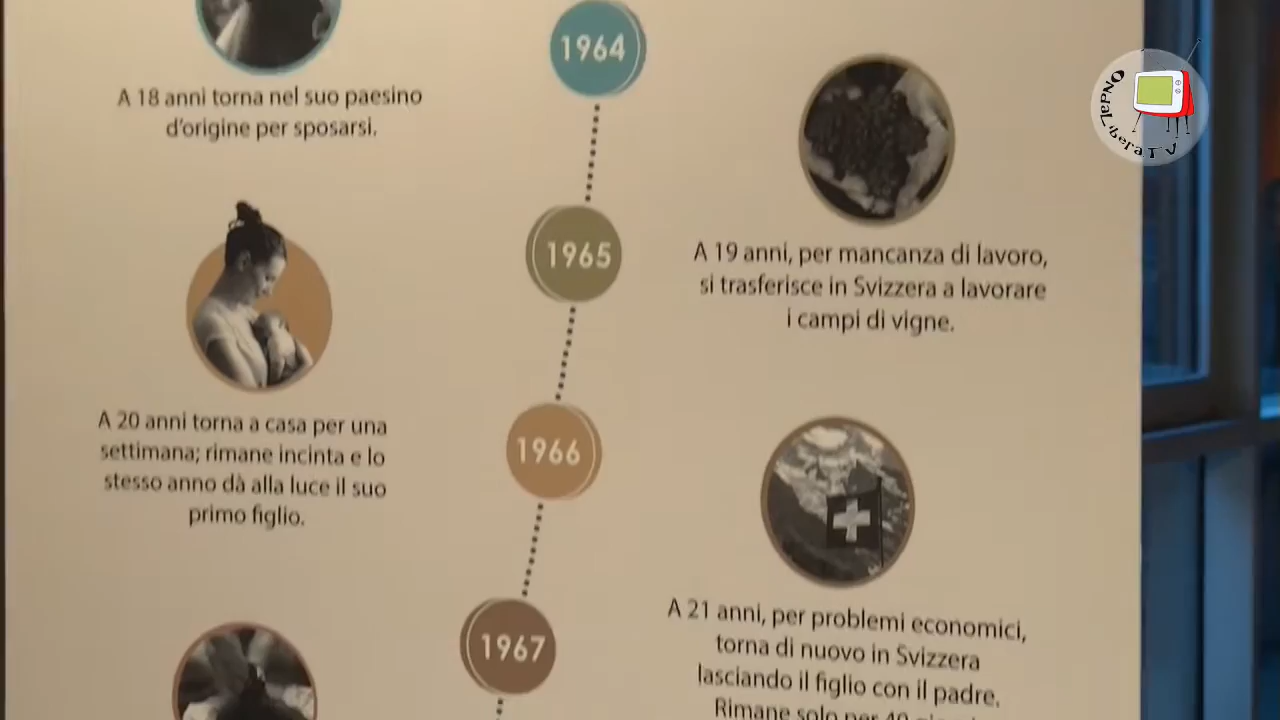 1964
A 18 anni torna nel suo paesino
d'origine per sposarsi.
1965
A 19 anni, per mancanza di lavoro,
si trasferisce in Svizzera a lavorare
i campi di vigne.
1966
A 20 anni torna a casa per una
settimana; rimane incinta e lo
stesso anno dà alla luce il suo
primo figlio.
1967
A 21 anni, per problemi economici,
torna di nuovo in Svizzera
lasciando il figlio con il padre.
Rimane solo per 40
OndaLiberaTV